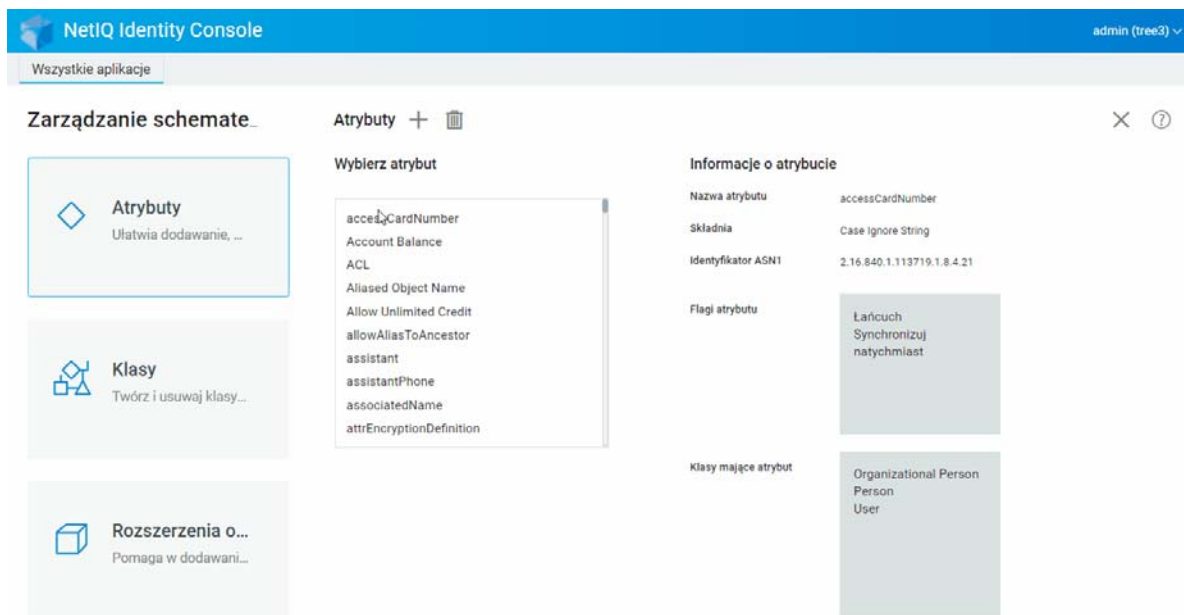 NetIQ Identity Console
admin (tree3)
Wszystkie aplikacje
Zarządzanie schemate...
Atrybuty
Ułatwia dodawanie, ...
Klasy
Twórz i usuwaj klasy...
Rozszerzenia o...
Pomaga w dodawani...
Atrybuty
Wybierz atrybut
accessCardNumber
Account Balance
ACL
Aliased Object Name
Allow Unlimited Credit
allowAliasToAncestor
assistant
assistantPhone
associatedName
attrEncryptionDefinition
Informacje o atrybucie
Nazwa atrybutu
accessCardNumber
Składnia
Case Ignore String
Identyfikator ASN1
2.16.840.1.113719.1.8.4.21
Flagi atrybutu
Łańcuch
Synchronizuj
natychmiast
Klasy mające atrybut
Organizational Person
Person
User